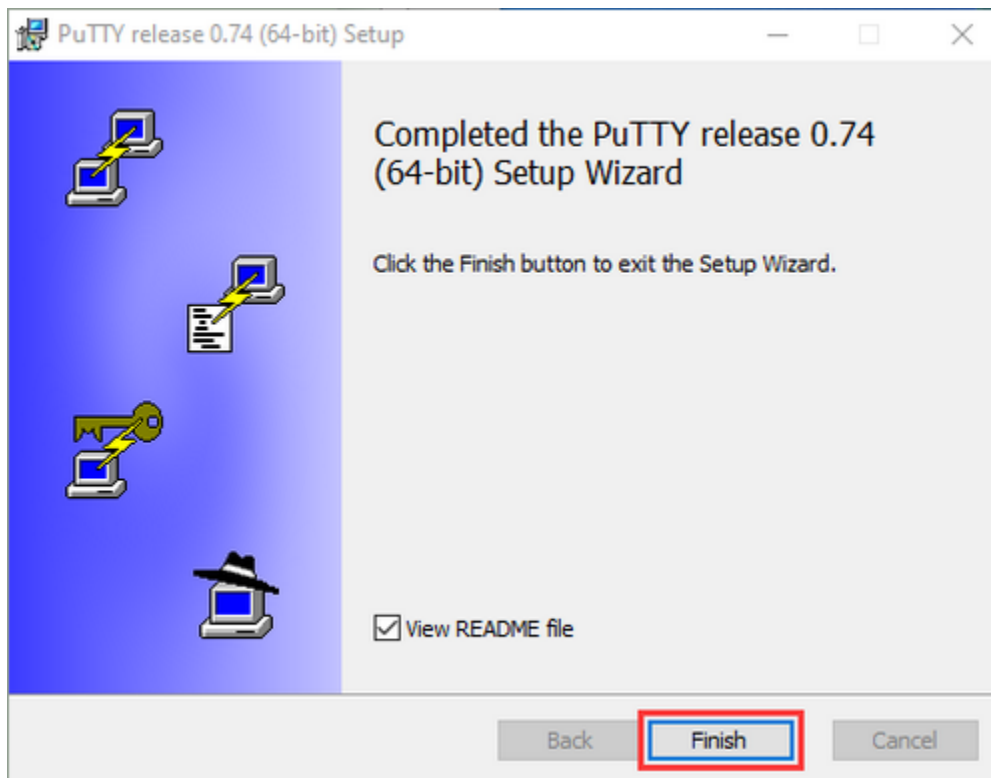 PuTTY release 0.74 (64-bit) Setup
Completed the PuTTY release 0.74
(64-bit) Setup Wizard
Click the Finish button to exit the Setup Wizard.
View README file
Back
Finish
Cancel